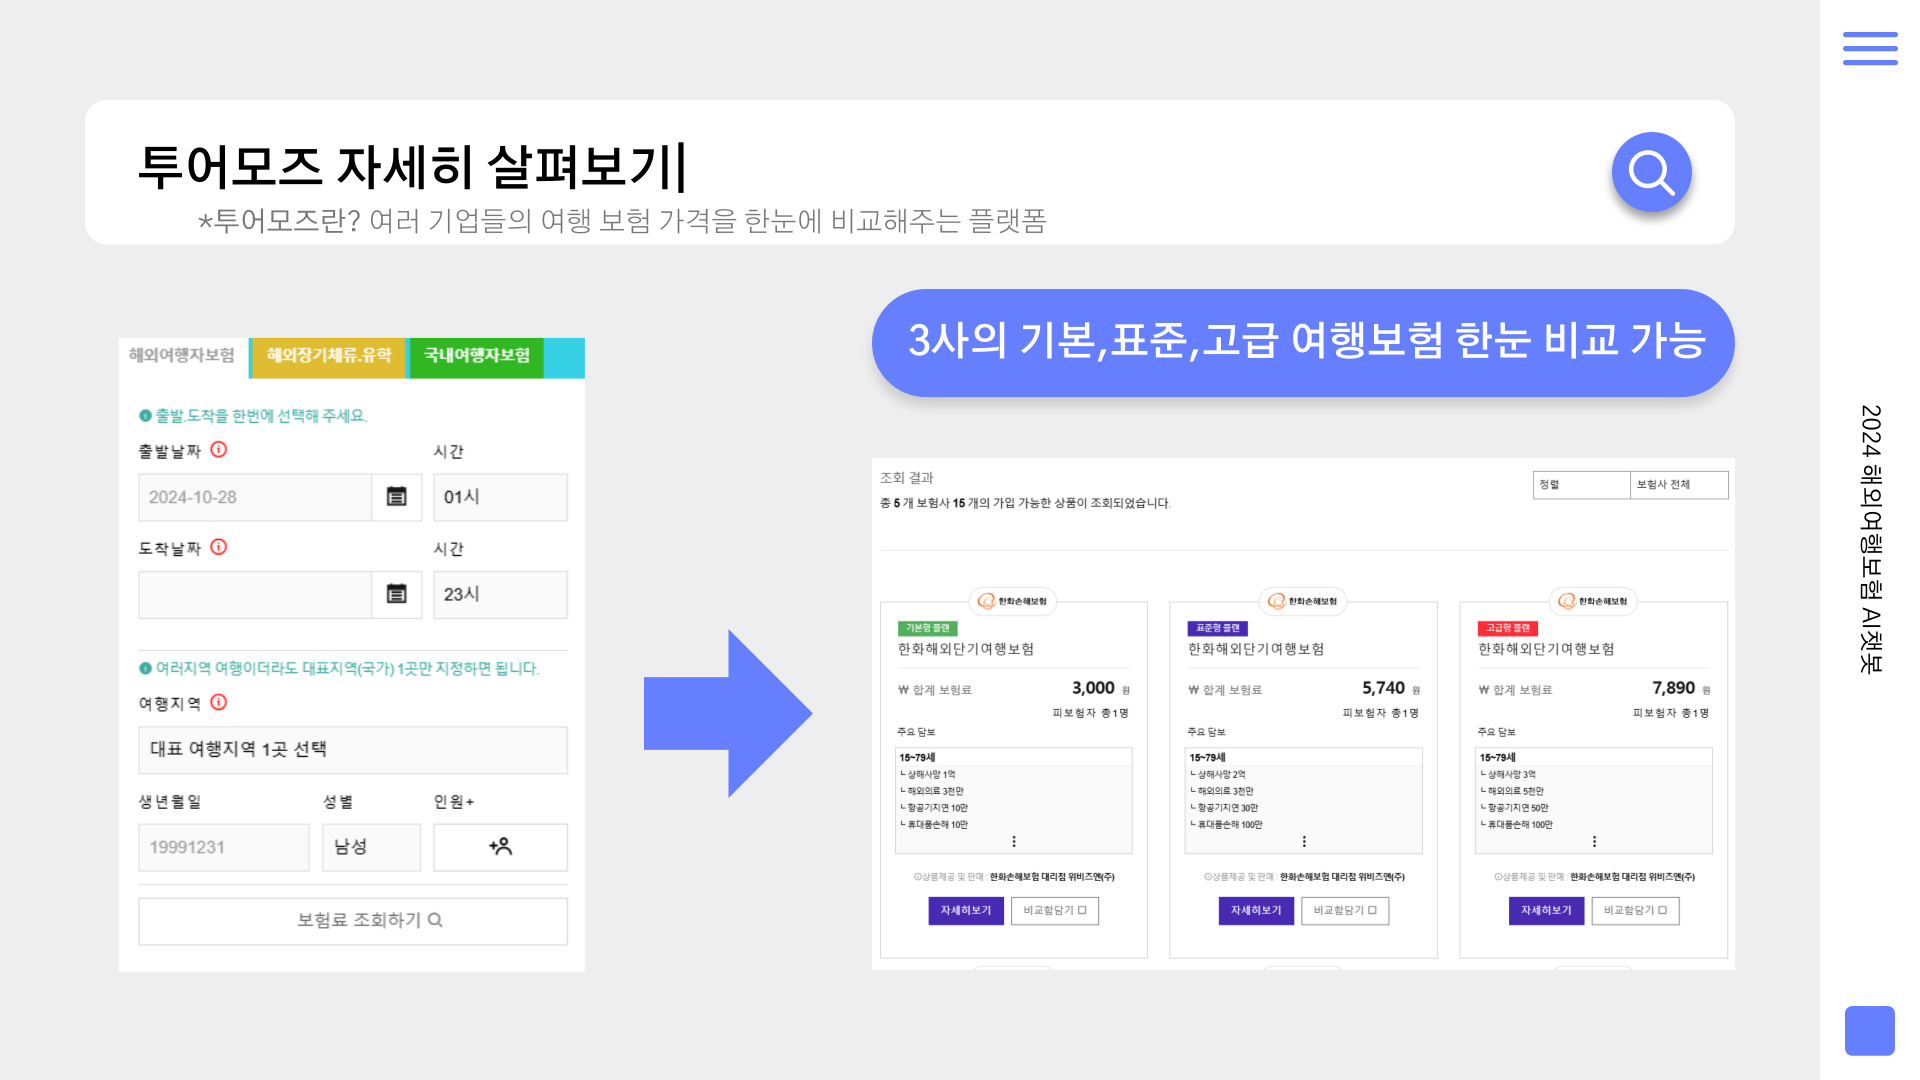 투어모즈 자세히 살펴보기|
*투어모즈란? 여러 기업들의 여행 보험 가격을 한눈에 비교해주는 플랫폼
해외여행자보험 해외장기체류.유학 국내여행자보험
출발.도착을 한번에 선택해 주세요.
출발날짜 시간
2024-10-28 01시
도착날짜 시간
23시
여러지역 여행이더라도 대표지역(국가) 1곳만 지정하면 됩니다.
여행지역
대표 여행지역 1곳 선택
생년월일 성별 인원+
19991231 남성
보험료 조회하기
3사의 기본,표준,고급 여행보험 한눈 비교 가능
조회 결과
총 5 개 보험사 15 개의 가입 가능한 상품이 조회되었습니다.
정렬 보험사 전체
한화손해보험
기본형 플랜
한화해외단기여행보험
₩ 합계 보험료 3,000 원
피보험자 총1명
주요 담보
15~79세
ㄴ상해사망 1억
ㄴ해외의료 3천만
ㄴ항공기지연 10만
ㄴ휴대품손해 10만
상품제공 및 판매 : 한화손해보험 대리점 위비즈엔(주)
자세히보기 비교함담기
한화손해보험
표준형 플랜
한화해외단기여행보험
₩ 합계 보험료 5,740 원
피보험자 총1명
주요 담보
15~79세
ㄴ상해사망 2억
ㄴ해외의료 3천만
ㄴ항공기지연 30만
ㄴ휴대품손해 100만
상품제공 및 판매 : 한화손해보험 대리점 위비즈엔(주)
자세히보기 비교함담기
한화손해보험
고급형 플랜
한화해외단기여행보험
₩ 합계 보험료 7,890 원
피보험자 총1명
주요 담보
15~79세
ㄴ상해사망 3억
ㄴ해외의료 5천만
ㄴ항공기지연 50만
ㄴ휴대품손해 100만
상품제공 및 판매 : 한화손해보험 대리점 위비즈엔(주)
자세히보기 비교함담기
2024 해외여행보험 AI챗봇